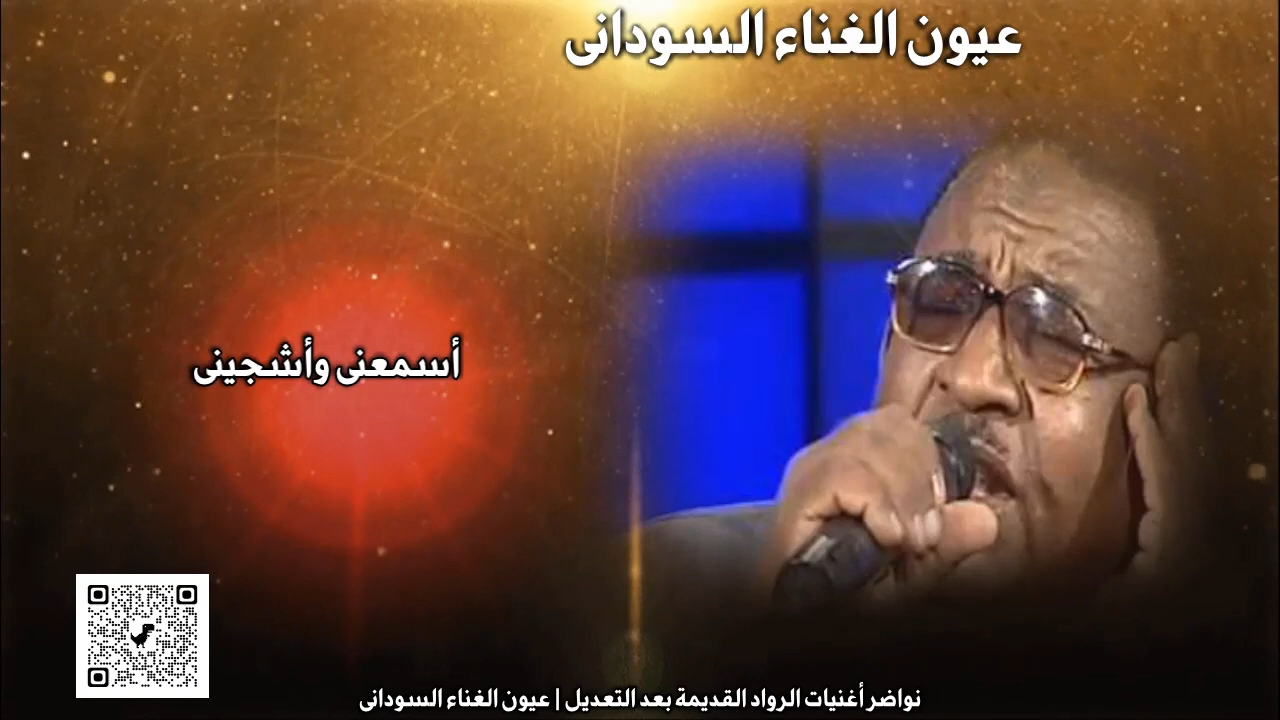 عيون الغناء السودانى
أسمعنى وأشجينى
نواضر أغنيات الرواد القديمة بعد التعديل | عيون الغناء السودانى